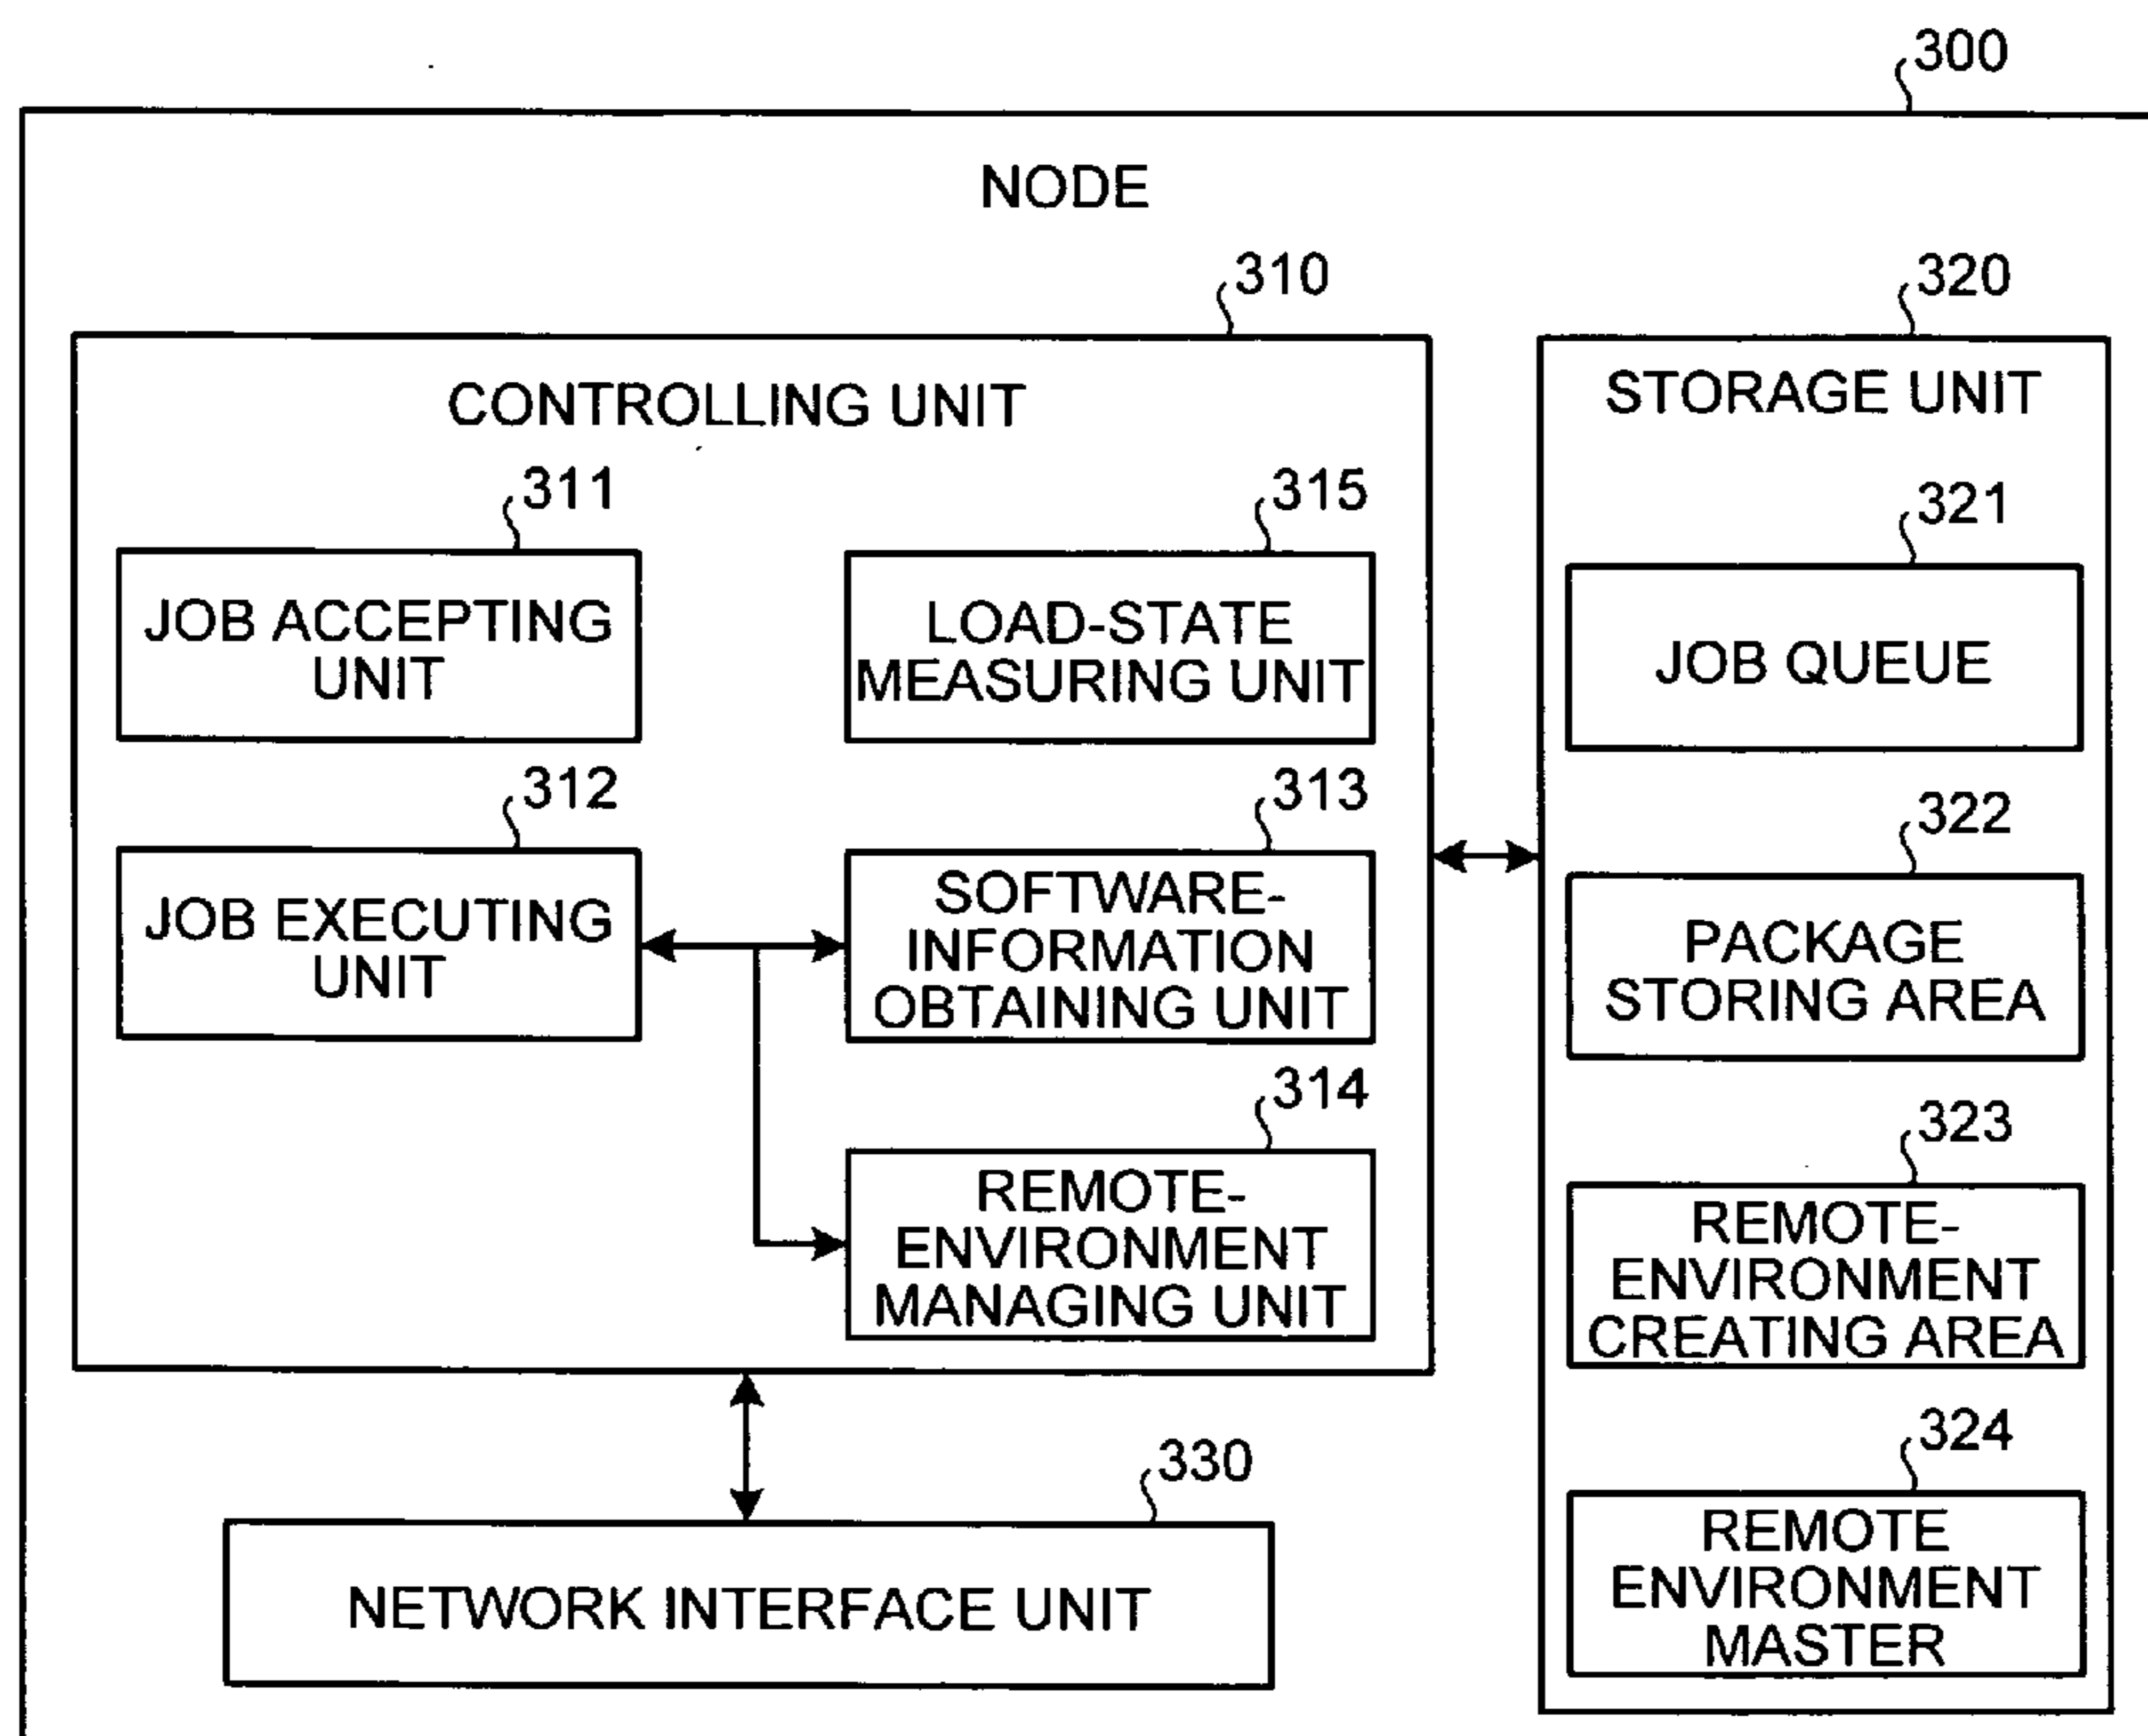 300
NODE
310
CONTROLLING UNIT
311
JOB ACCEPTING
UNIT
315
LOAD-STATE
MEASURING UNIT
312
JOB EXECUTING
UNIT
313
SOFTWARE-
INFORMATION
OBTAINING UNIT
314
REMOTE-
ENVIRONMENT
MANAGING UNIT
320
STORAGE UNIT
321
JOB QUEUE
322
PACKAGE
STORING AREA
323
REMOTE-
ENVIRONMENT
CREATING AREA
324
REMOTE
ENVIRONMENT
MASTER
330
NETWORK INTERFACE UNIT